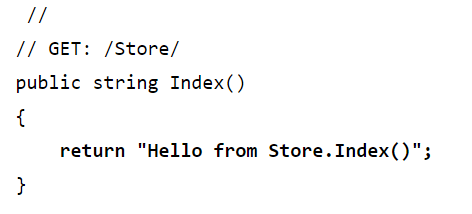 //
// GET: /Store/
public string Index()
{
    return "Hello from Store.Index()";
}